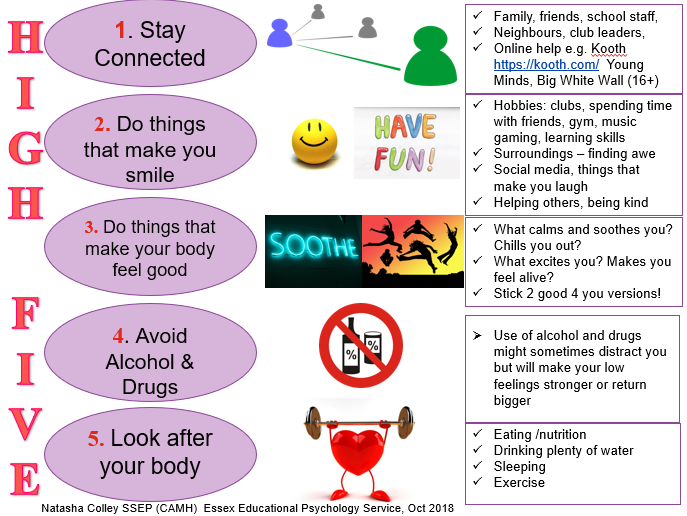 HIGH FIVE
1. Stay
Connected
✓ Family, friends, school staff,
✓ Neighbours, club leaders,
✓ Online help e.g. Kooth
https://kooth.com/ Young
Minds, Big White Wall (16+)
2. Do things
that make you
smile
HAVE
FUN!
✓ Hobbies: clubs, spending time
with friends, gym, music
gaming, learning skills
✓ Surroundings – finding awe
✓ Social media, things that
make you laugh
✓ Helping others, being kind
3. Do things that
make your body
feel good
SOOTHE
✓ What calms and soothes you?
Chills you out?
✓ What excites you? Makes you
feel alive?
✓ Stick 2 good 4 you versions!
4. Avoid
Alcohol &
Drugs
%
%
➢ Use of alcohol and drugs
might sometimes distract you
but will make your low
feelings stronger or return
bigger
5. Look after
your body
✓ Eating /nutrition
✓ Drinking plenty of water
✓ Sleeping
✓ Exercise
Natasha Colley SSEP (CAMH) Essex Educational Psychology Service, Oct 2018